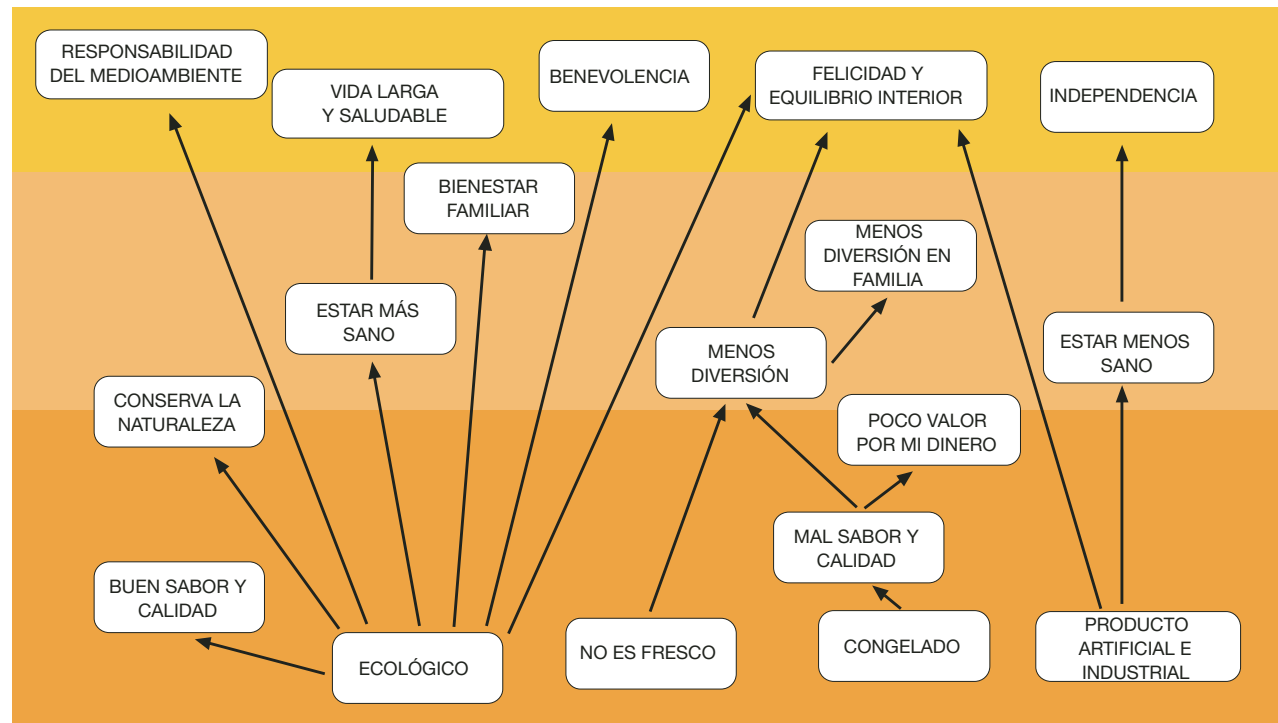 RESPONSABILIDAD
DEL MEDIOAMBIENTE
VIDA LARGA
Y SALUDABLE
BENEVOLENCIA
FELICIDAD Y
EQUILIBRIO INTERIOR
INDEPENDENCIA
BIENESTAR
FAMILIAR
MENOS
DIVERSIÓN EN
FAMILIA
ESTAR MÁS
SANO
MENOS
DIVERSIÓN
ESTAR MENOS
SANO
CONSERVA LA
NATURALEZA
POCO VALOR
POR MI DINERO
MAL SABOR Y
CALIDAD
BUEN SABOR Y
CALIDAD
ECOLÓGICO
NO ES FRESCO
CONGELADO
PRODUCTO
ARTIFICIAL E
INDUSTRIAL